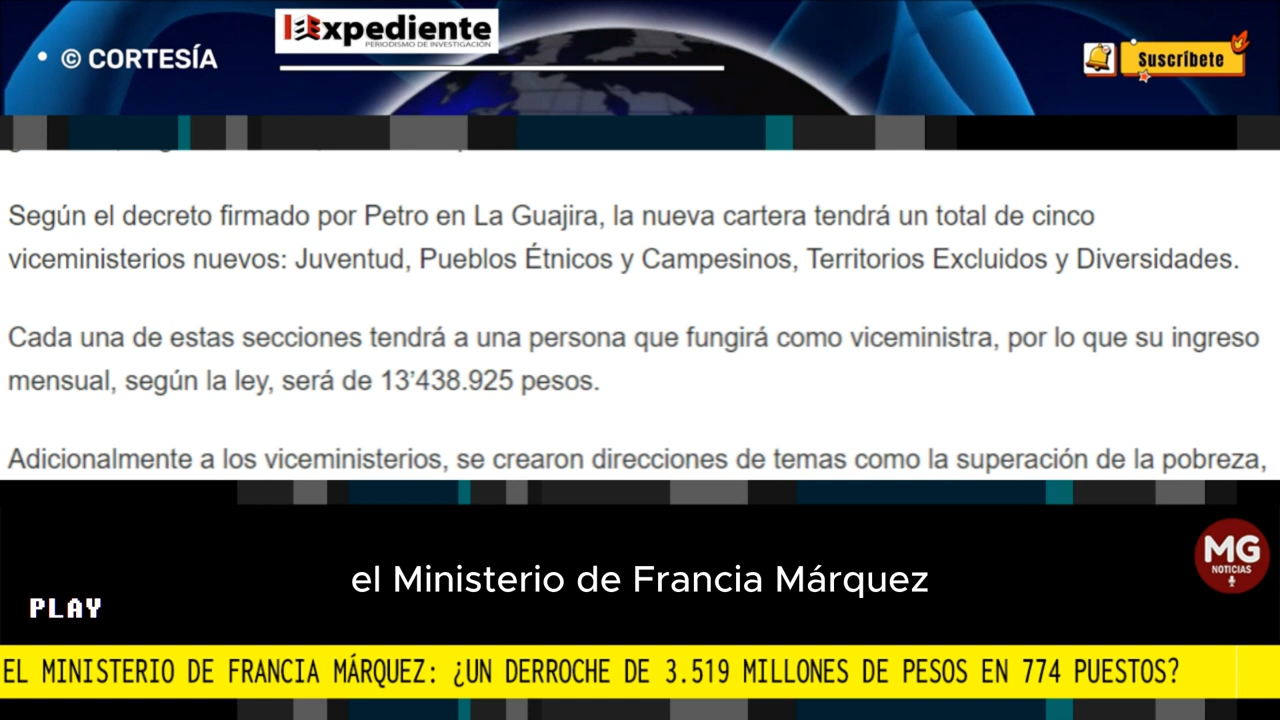 • © CORTESÍA
Expediente
PERIODISMO DE INVESTIGACIÓN
Suscríbete
Según el decreto firmado por Petro en La Guajira, la nueva cartera tendrá un total de cinco
viceministerios nuevos: Juventud, Pueblos Étnicos y Campesinos, Territorios Excluidos y Diversidades.
Cada una de estas secciones tendrá a una persona que fungirá como viceministra, por lo que su ingreso
mensual, según la ley, será de 13’438.925 pesos.
Adicionalmente a los viceministerios, se crearon direcciones de temas como la superación de la pobreza,
MG
NOTICIAS
el Ministerio de Francia Márquez
PLAY
EL MINISTERIO DE FRANCIA MÁRQUEZ: ¿UN DERROCHE DE 3.519 MILLONES DE PESOS EN 774 PUESTOS?